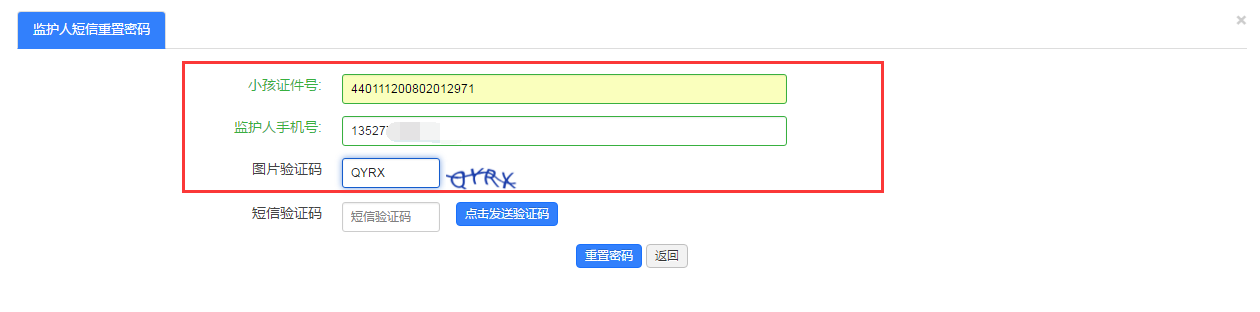 监护人短信重置密码
×
小孩证件号: 440111200802012971
监护人手机号: 13527
图片验证码 QYRX QYRX
短信验证码 短信验证码 点击发送验证码
重置密码 返回